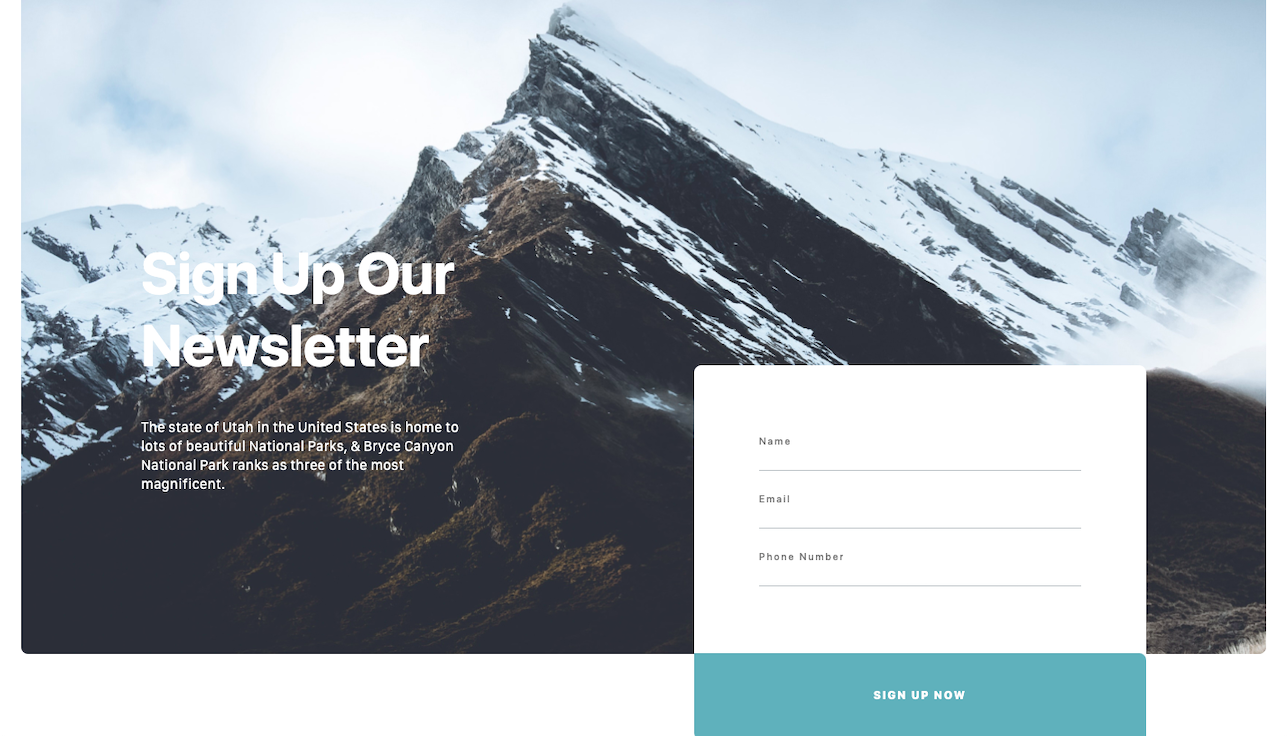 Sign Up Our
Newsletter
The state of Utah in the United States is home to
lots of beautiful National Parks, & Bryce Canyon
National Park ranks as three of the most
magnificent.
Name
Email
Phone Number
SIGN UP NOW